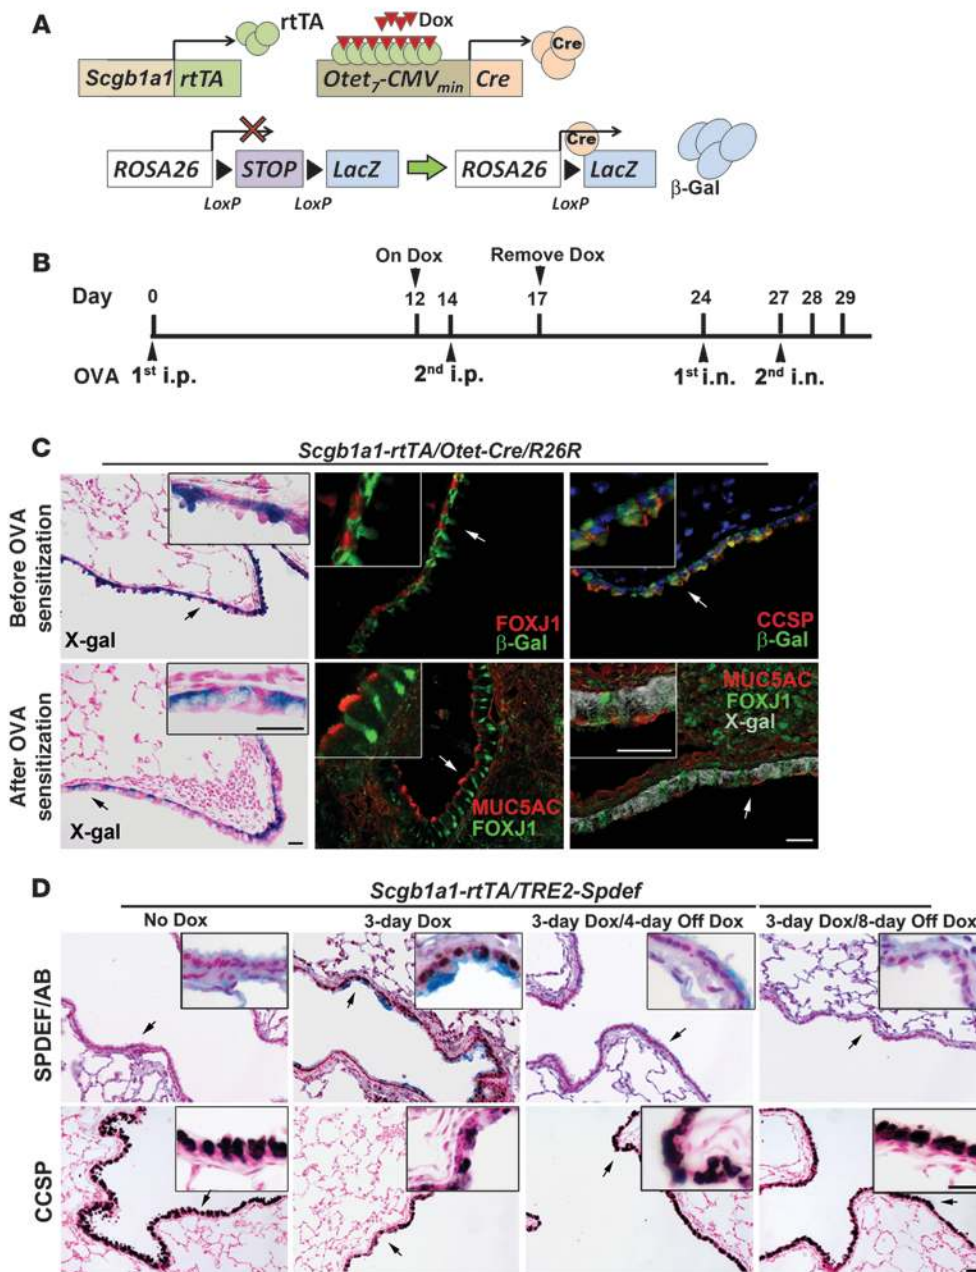 A
rtTA
Dox
Scgb1a1 rtTA
Otet7-CMVmin Cre
Cre
ROSA26 STOP LacZ
ROSA26 Cre LacZ
LoxP LoxP LoxP
β-Gal
B
On Dox Remove Dox
Day 0 12 14 17 24 27 28 29
OVA 1st i.p. 2nd i.p. 1st i.n. 2nd i.n.
C
Scgb1a1-rtTA/Otet-Cre/R26R
Before OVA
sensitization
X-gal
FOXJ1
β-Gal
CCSP
β-Gal
After OVA
sensitization
X-gal
MUC5AC
FOXJ1
MUC5AC
FOXJ1
X-gal
D
Scgb1a1-rtTA/TRE2-Spdef
No Dox 3-day Dox 3-day Dox/4-day Off Dox 3-day Dox/8-day Off Dox
SPDEF/AB
CCSP